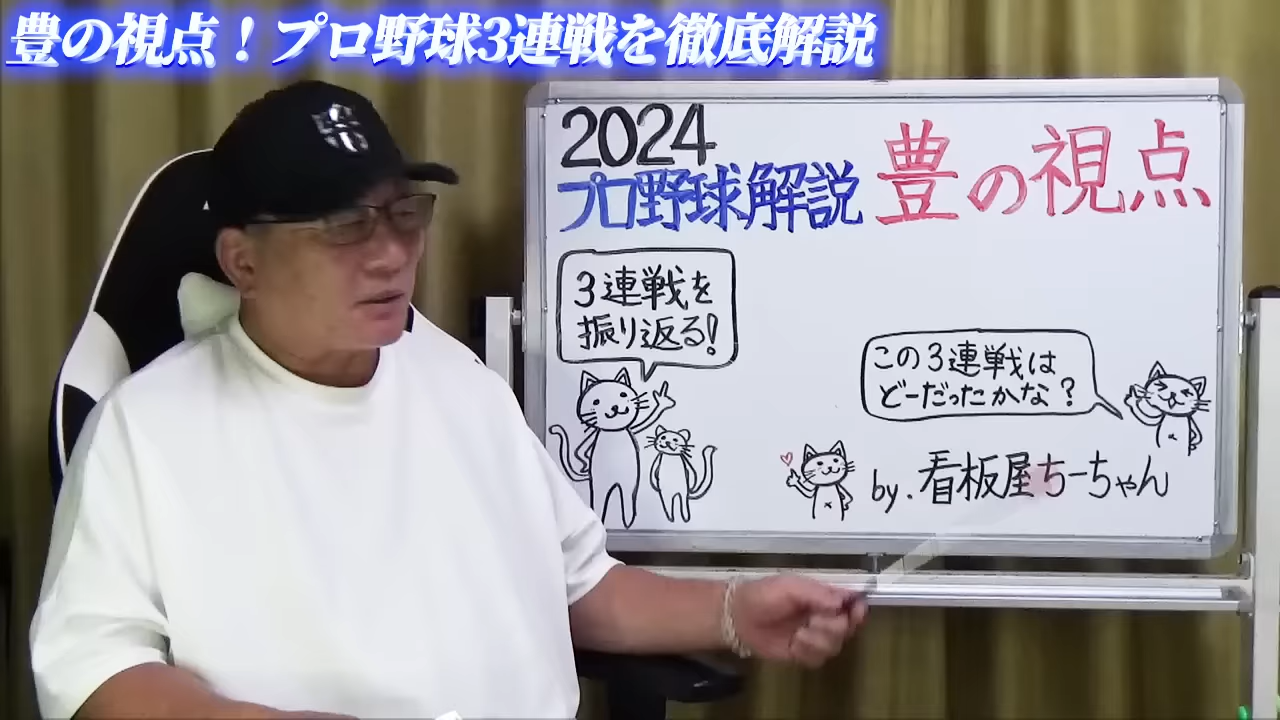 豊の視点！プロ野球3連戦を徹底解説
2024
プロ野球解説 豊の視点
3連戦を
振り返る!
この3連戦は
どーだったかな?
by.看板屋ちーちゃん